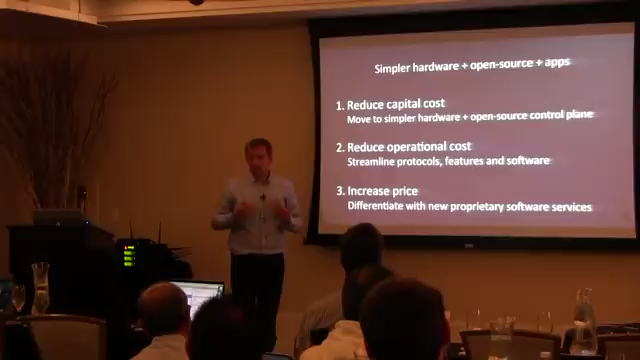 Simpler hardware + open-source + apps
1. Reduce capital cost
Move to simpler hardware + open-source control plane
2. Reduce operational cost
Streamline protocols, features and software
3. Increase price
Differentiate with new proprietary software services